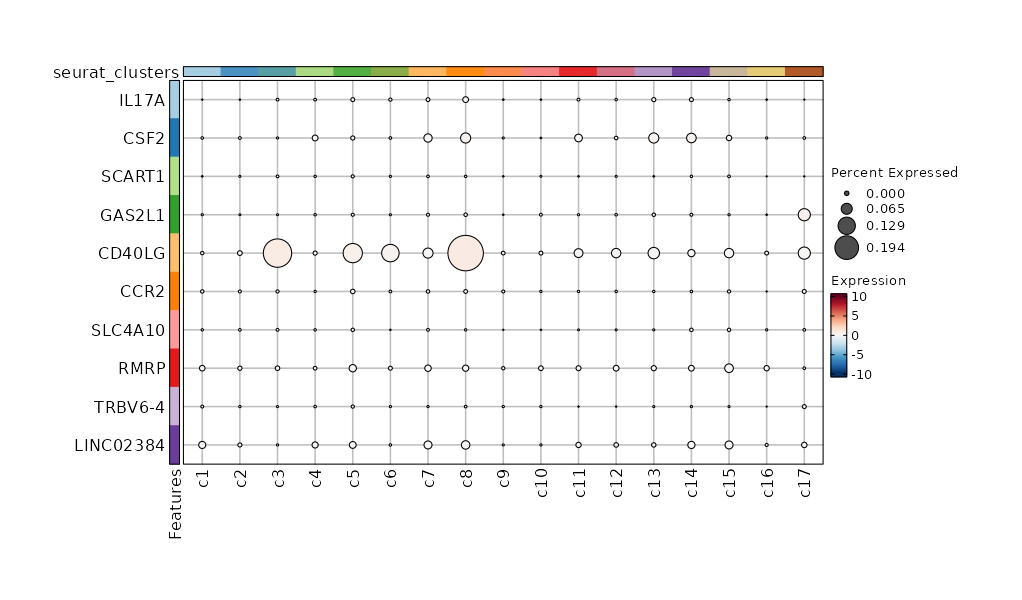 seurat_clusters
IL17A
CSF2
SCART1
GAS2L1
CD40LG
CCR2
SLC4A10
RMRP
TRBV6-4
LINC02384
Features
c1
c2
c3
c4
c5
c6
c7
c8
c9
c10
c11
c12
c13
c14
c15
c16
c17
Percent Expressed
0.000
0.065
0.129
0.194
Expression
10
5
0
-5
-10